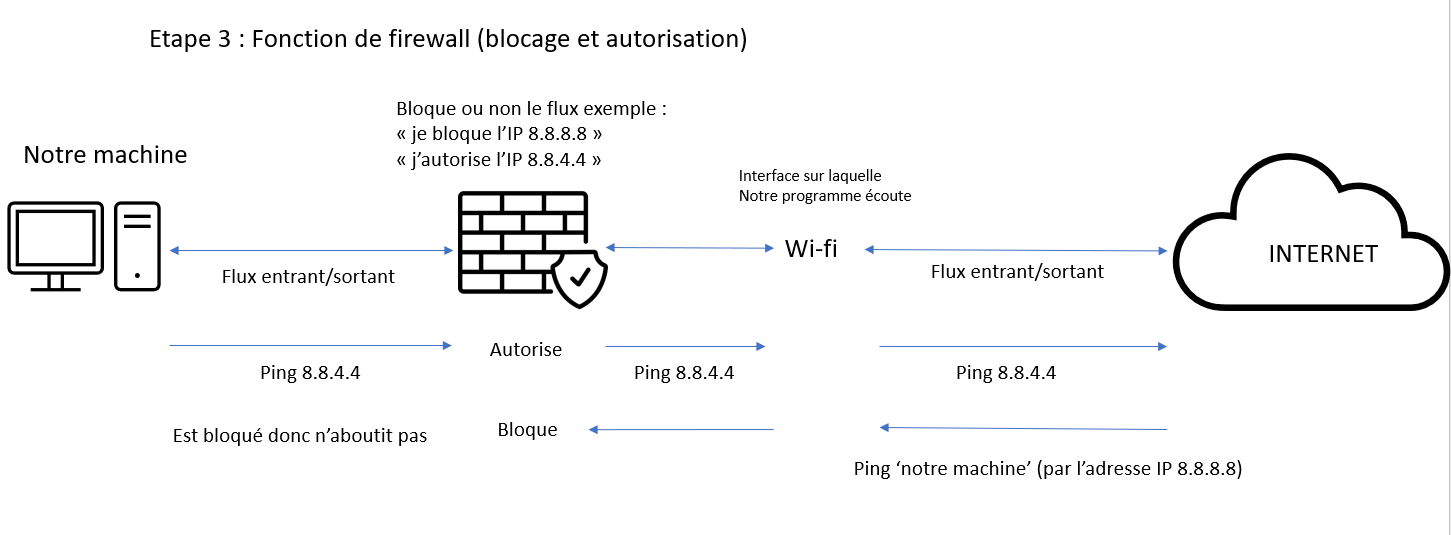 Etape 3 : Fonction de firewall (blocage et autorisation)
Bloque ou non le flux exemple :
« je bloque l’IP 8.8.8.8 »
« j’autorise l’IP 8.8.4.4 »
Notre machine
Interface sur laquelle
Notre programme écoute
Wi-fi
INTERNET
Flux entrant/sortant
Flux entrant/sortant
Autorise
Ping 8.8.4.4
Ping 8.8.4.4
Ping 8.8.4.4
Est bloqué donc n’aboutit pas
Bloque
Ping ‘notre machine’ (par l’adresse IP 8.8.8.8)